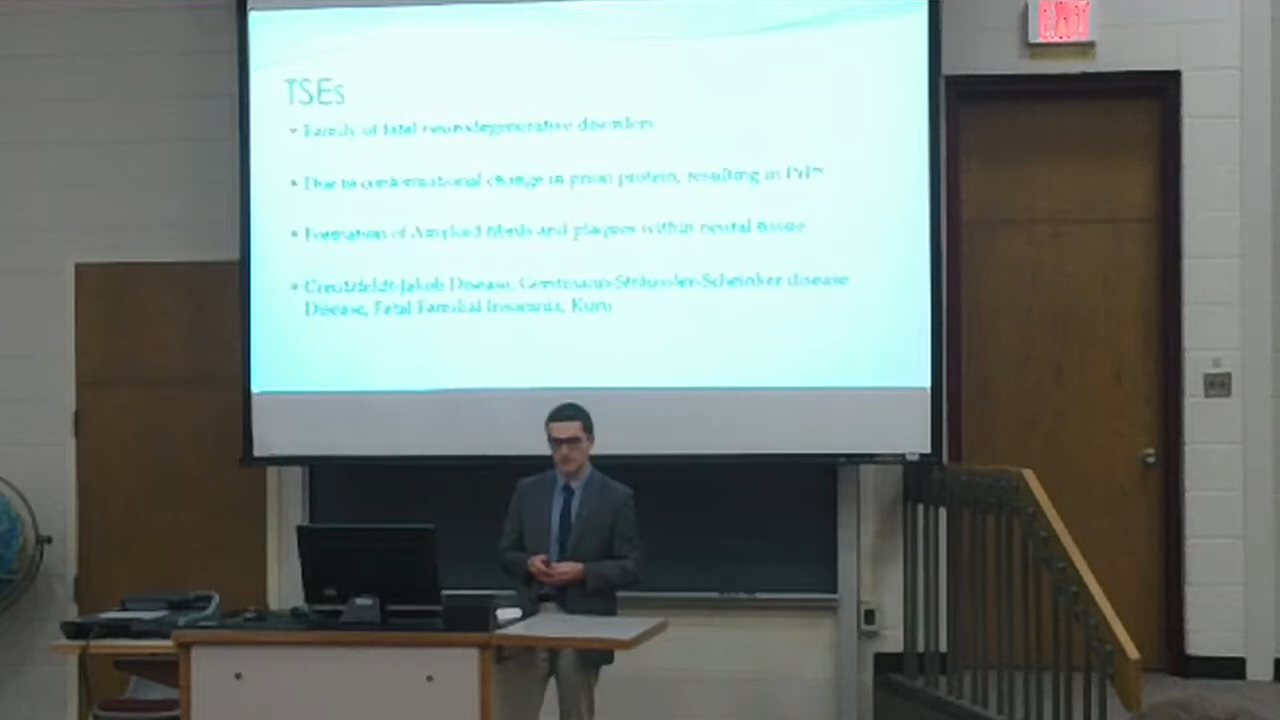 TSEs
Family of fatal neurodegenerative disorders
Due to conformational change in prion protein, resulting in
Formation of Amyloid fibrils and plaques within neural tissue
Creutzfeldt-Jakob Disease, Gerstmann-Sträussler-Scheinker disease
Disease, Fatal Familial Insomnia, Kuru
EXIT